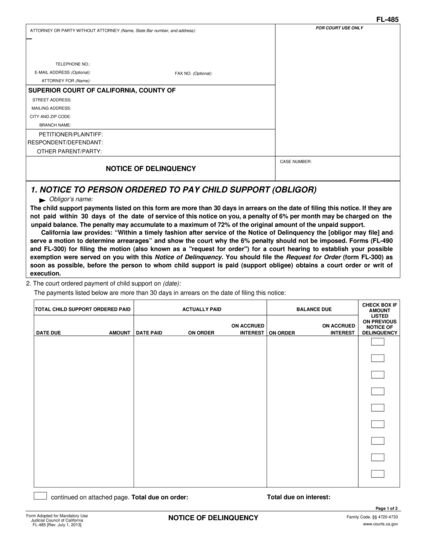 FL-485
ATTORNEY OR PARTY WITHOUT ATTORNEY (Name, State Bar number, and address):
FOR COURT USE ONLY
TELEPHONE NO.:
E-MAIL ADDRESS (Optional):
FAX NO. (Optional):
ATTORNEY FOR (Name):
SUPERIOR COURT OF CALIFORNIA, COUNTY OF
STREET ADDRESS:
MAILING ADDRESS:
CITY AND ZIP CODE:
BRANCH NAME:
PETITIONER/PLAINTIFF:
RESPONDENT/DEFENDANT:
OTHER PARENT/PARTY:
NOTICE OF DELINQUENCY
CASE NUMBER:
1. NOTICE TO PERSON ORDERED TO PAY CHILD SUPPORT (OBLIGOR)
Obligor's name:
The child support payments listed on this form are more than 30 days in arrears on the date of filing this notice. If they are
not paid within 30 days of the date of service of this notice on you, a penalty of 6% per month may be charged on the
unpaid balance. The penalty may accumulate to a maximum of 72% of the original amount of the unpaid support.
California law provides: "Within a timely fashion after service of the Notice of Delinquency the [obligor may file] and
serve a motion to determine arrearages" and show the court why the 6% penalty should not be imposed. Forms (FL-490
and FL-300) for filing the motion (also known as a "request for order") for a court hearing to establish your possible
exemption were served on you with this Notice of Delinquency. You should file the Request for Order (form FL-300) as
soon as possible, before the person to whom child support is paid (support obligee) obtains a court order or writ of
execution.
2. The court ordered payment of child support on (date):
The payments listed below are more than 30 days in arrears on the date of filing this notice:
TOTAL CHILD SUPPORT ORDERED PAID
ACTUALLY PAID
BALANCE DUE
CHECK BOX IF
AMOUNT
LISTED
ON PREVIOUS
NOTICE OF
DELINQUENCY
DATE DUE
AMOUNT
DATE PAID
ON ORDER
ON ACCRUED
INTEREST
ON ORDER
ON ACCRUED
INTEREST
continued on attached page. Total due on order:
Total due on interest:
Page 1 of 2
Form Adopted for Mandatory Use
Judicial Council of California
FL-485 [Rev. July 1, 2013]
NOTICE OF DELINQUENCY
Family Code, §§ 4720-4733
www.courts.ca.gov